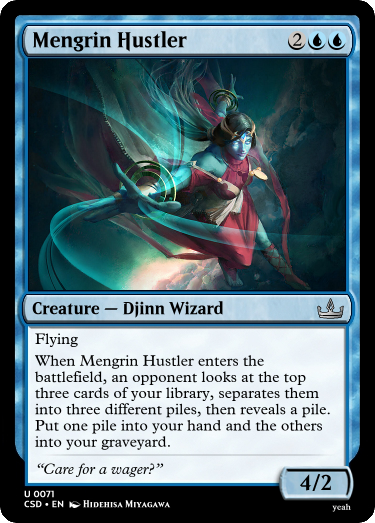 Mengrin Hustler 2
Creature — Djinn Wizard
Flying
When Mengrin Hustler enters the
battlefield, an opponent looks at the top
three cards of your library, separates them
into three different piles, then reveals a pile.
Put one pile into your hand and the others
into your graveyard.
“Care for a wager?”
4/2
U 0071
CSD • EN Hidehisa Miyagawa
yeah